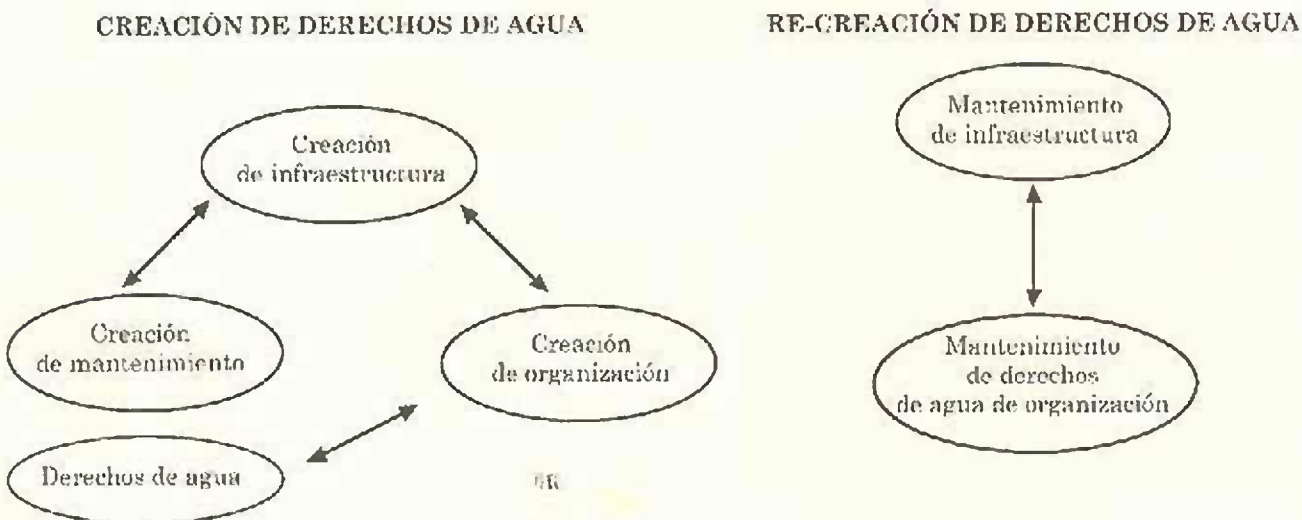 CREACIÓN DE DERECHOS DE AGUA
Creación
de infraestructura
Creación
de mantenimiento
Creación
de organización
Derechos de agua
RE-CREACIÓN DE DERECHOS DE AGUA
Mantenimiento
de infraestructura
Mantenimiento
de derechos
de agua de organización